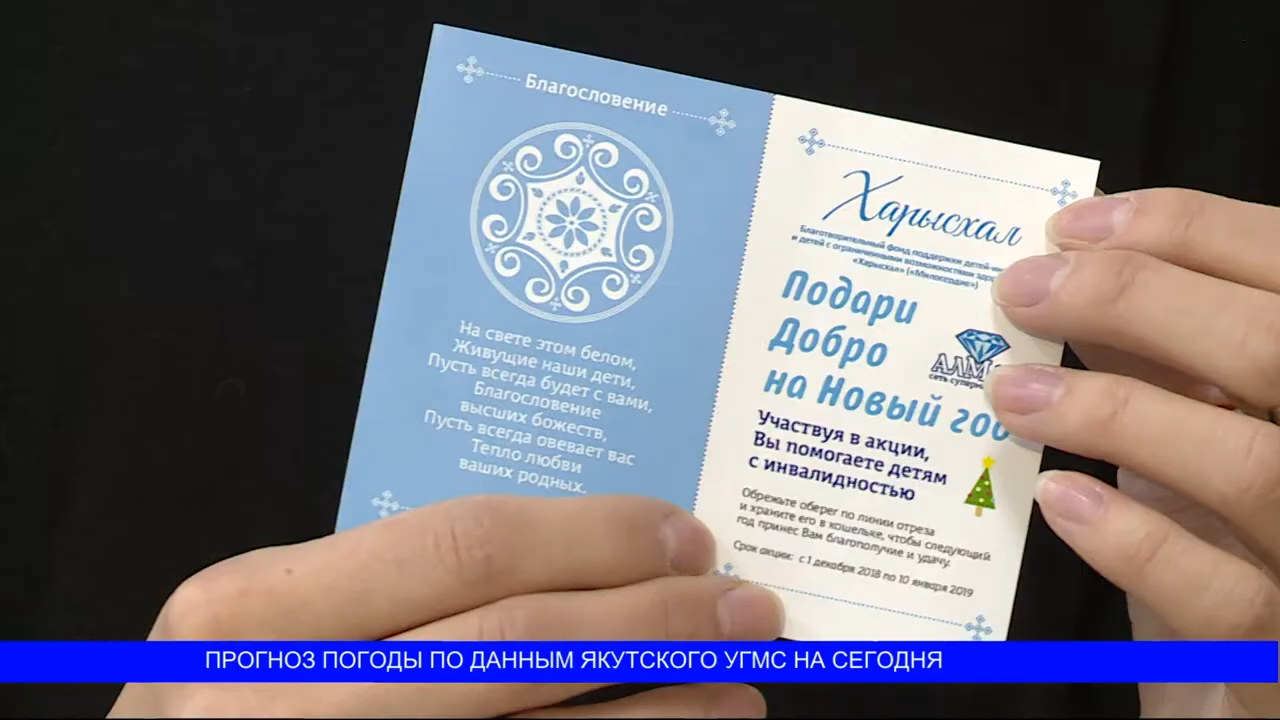 Благословение
На свете этом белом,
Живущие наши дети,
Пусть всегда будет с вами,
Благословение
высших божеств,
Пусть всегда овевает вас
Тепло любви
ваших родных.
Харысхал
Благотворительный фонд поддержки
и детей с ограниченными возможностями
«Харысхал» («Милосердие»)
Подари
Добро
на Новый
сеть
Участвуя в акции,
Вы помогаете детям
с инвалидностью
Обрежьте оберег по линии отреза
и храните его в кошельке, чтобы следующий
год принес Вам благополучие и удачу.
Срок акции: с 1 декабря 2018 по 10 января 2019
ПРОГНОЗ ПОГОДЫ ПО ДАННЫМ ЯКУТСКОГО УГМС НА СЕГОДНЯ